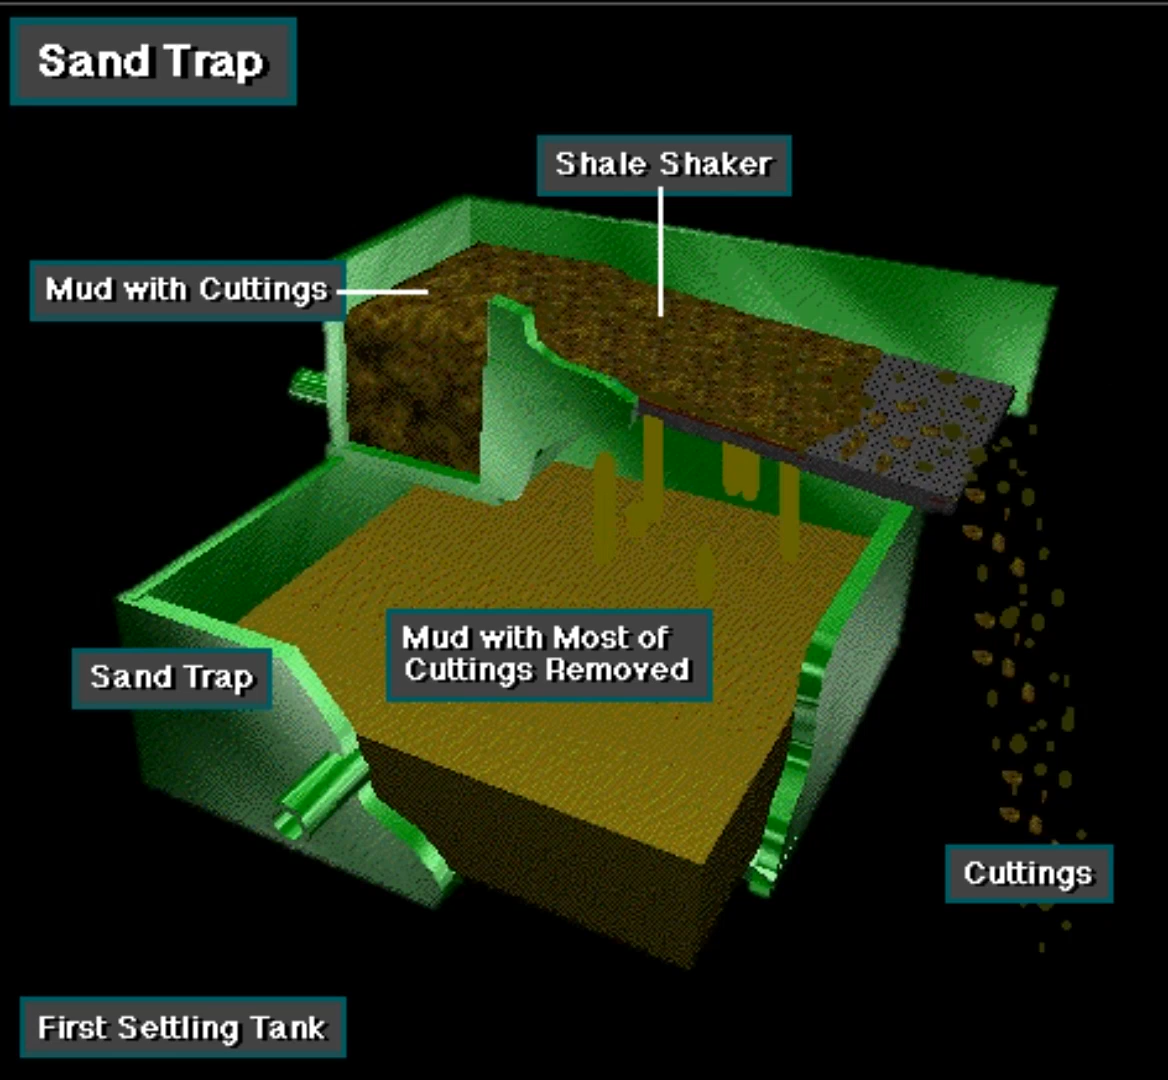 Sand Trap
Shale Shaker
Mud with Cuttings
Mud with Most of
Cuttings Removed
Sand Trap
Cuttings
First Settling Tank